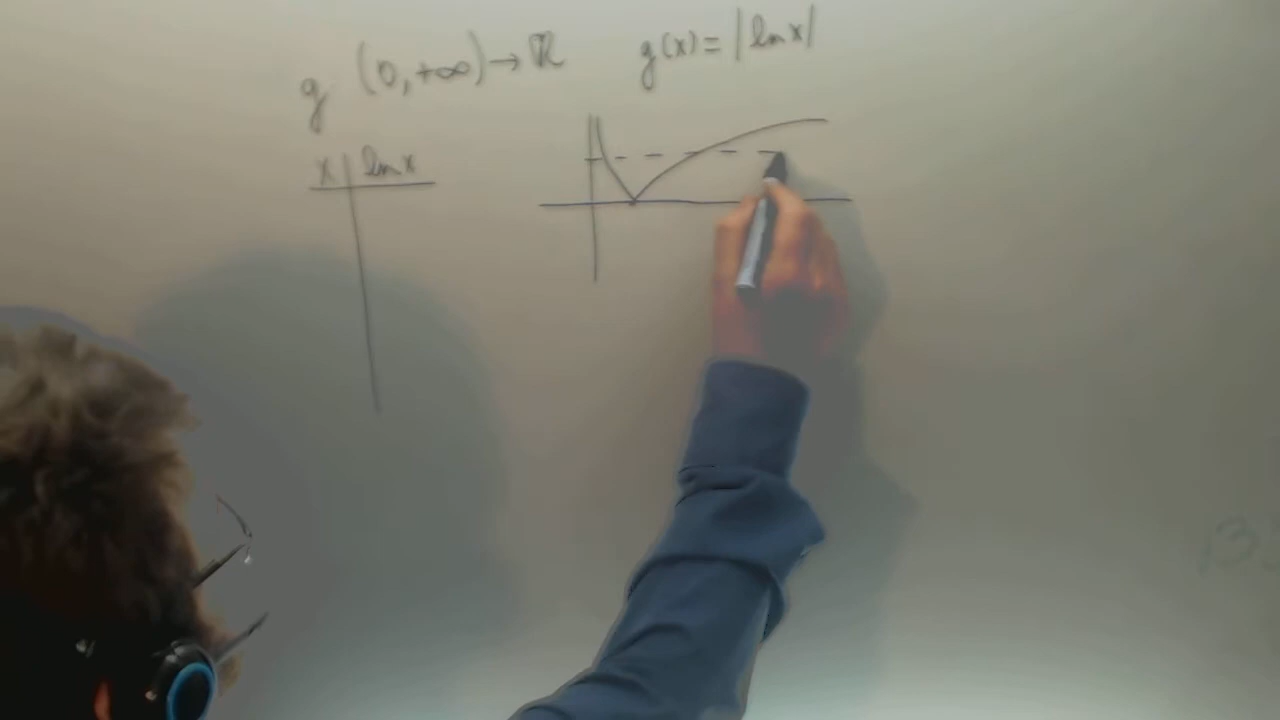 g (0,+∞)→ℝ g(x)=|ln x|
x | ln x